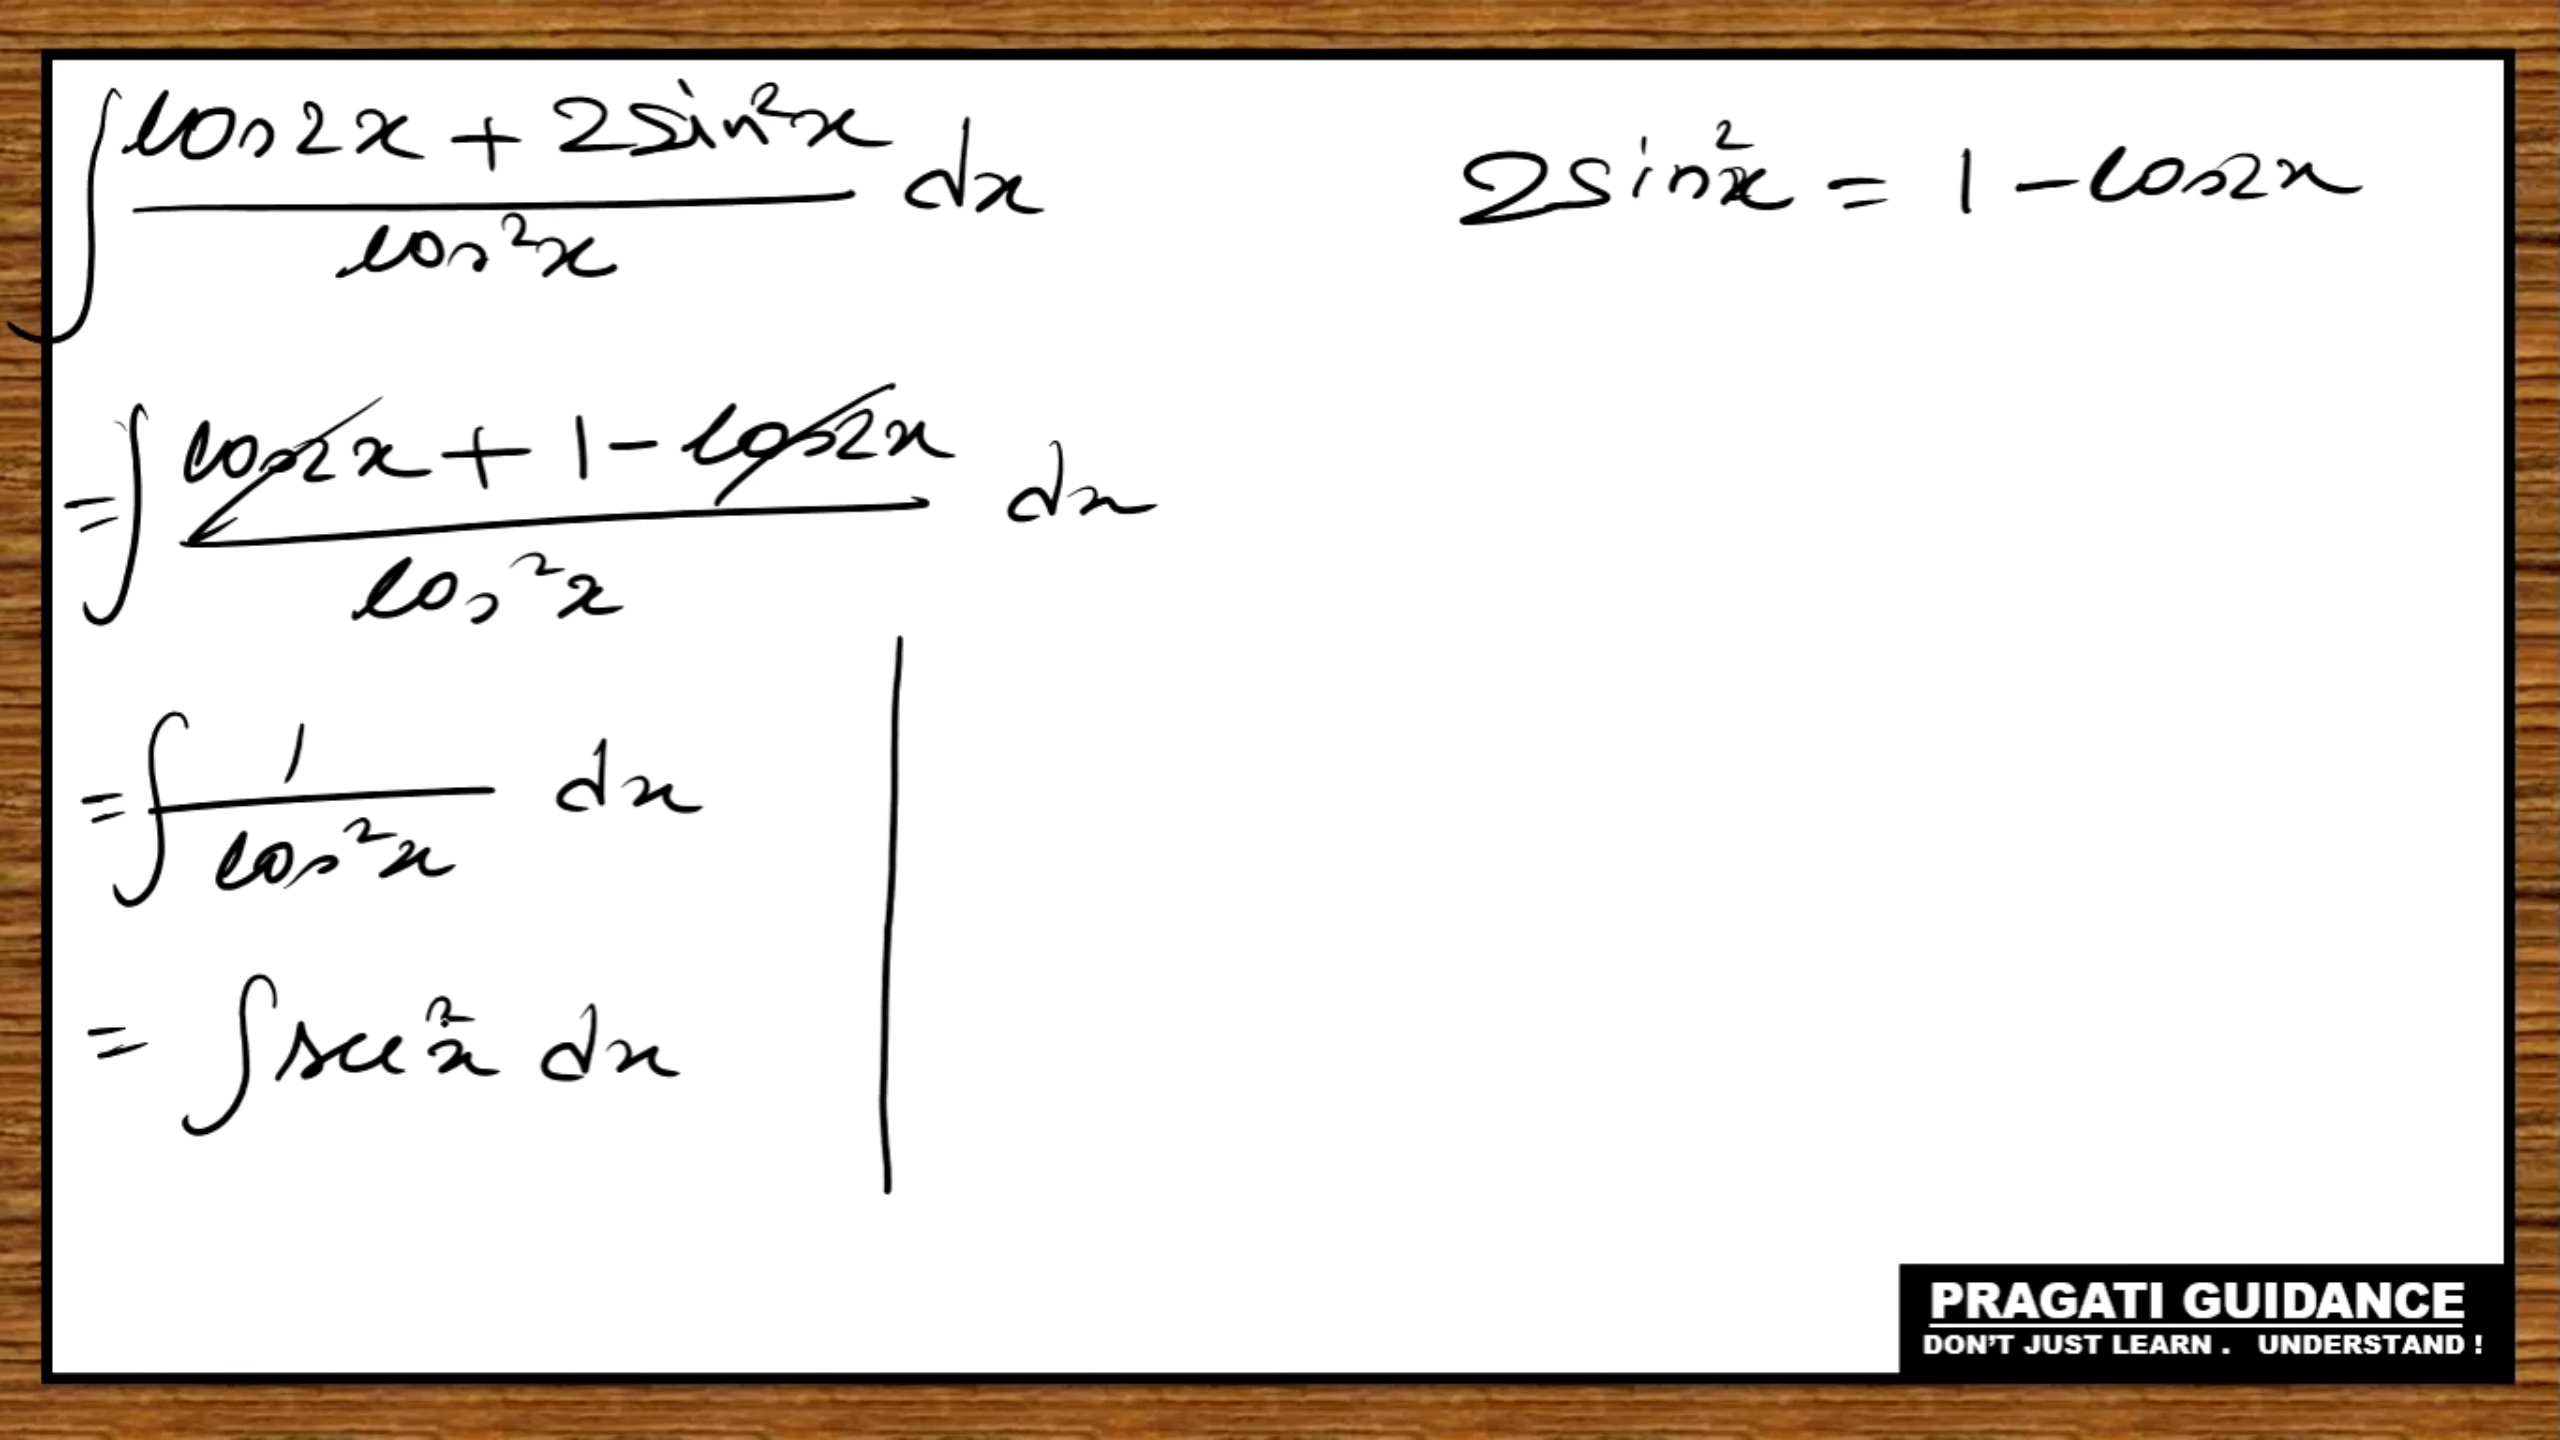 ∫ (cos2x + 2sin²x)/(cos²x) dx
2sin²x = 1 - cos2x
= ∫ (cos2x + 1 - cos2x)/(cos²x) dx
= ∫ 1/(cos²x) dx
= ∫ sec²x dx
PRAGATI GUIDANCE
DON'T JUST LEARN . UNDERSTAND !